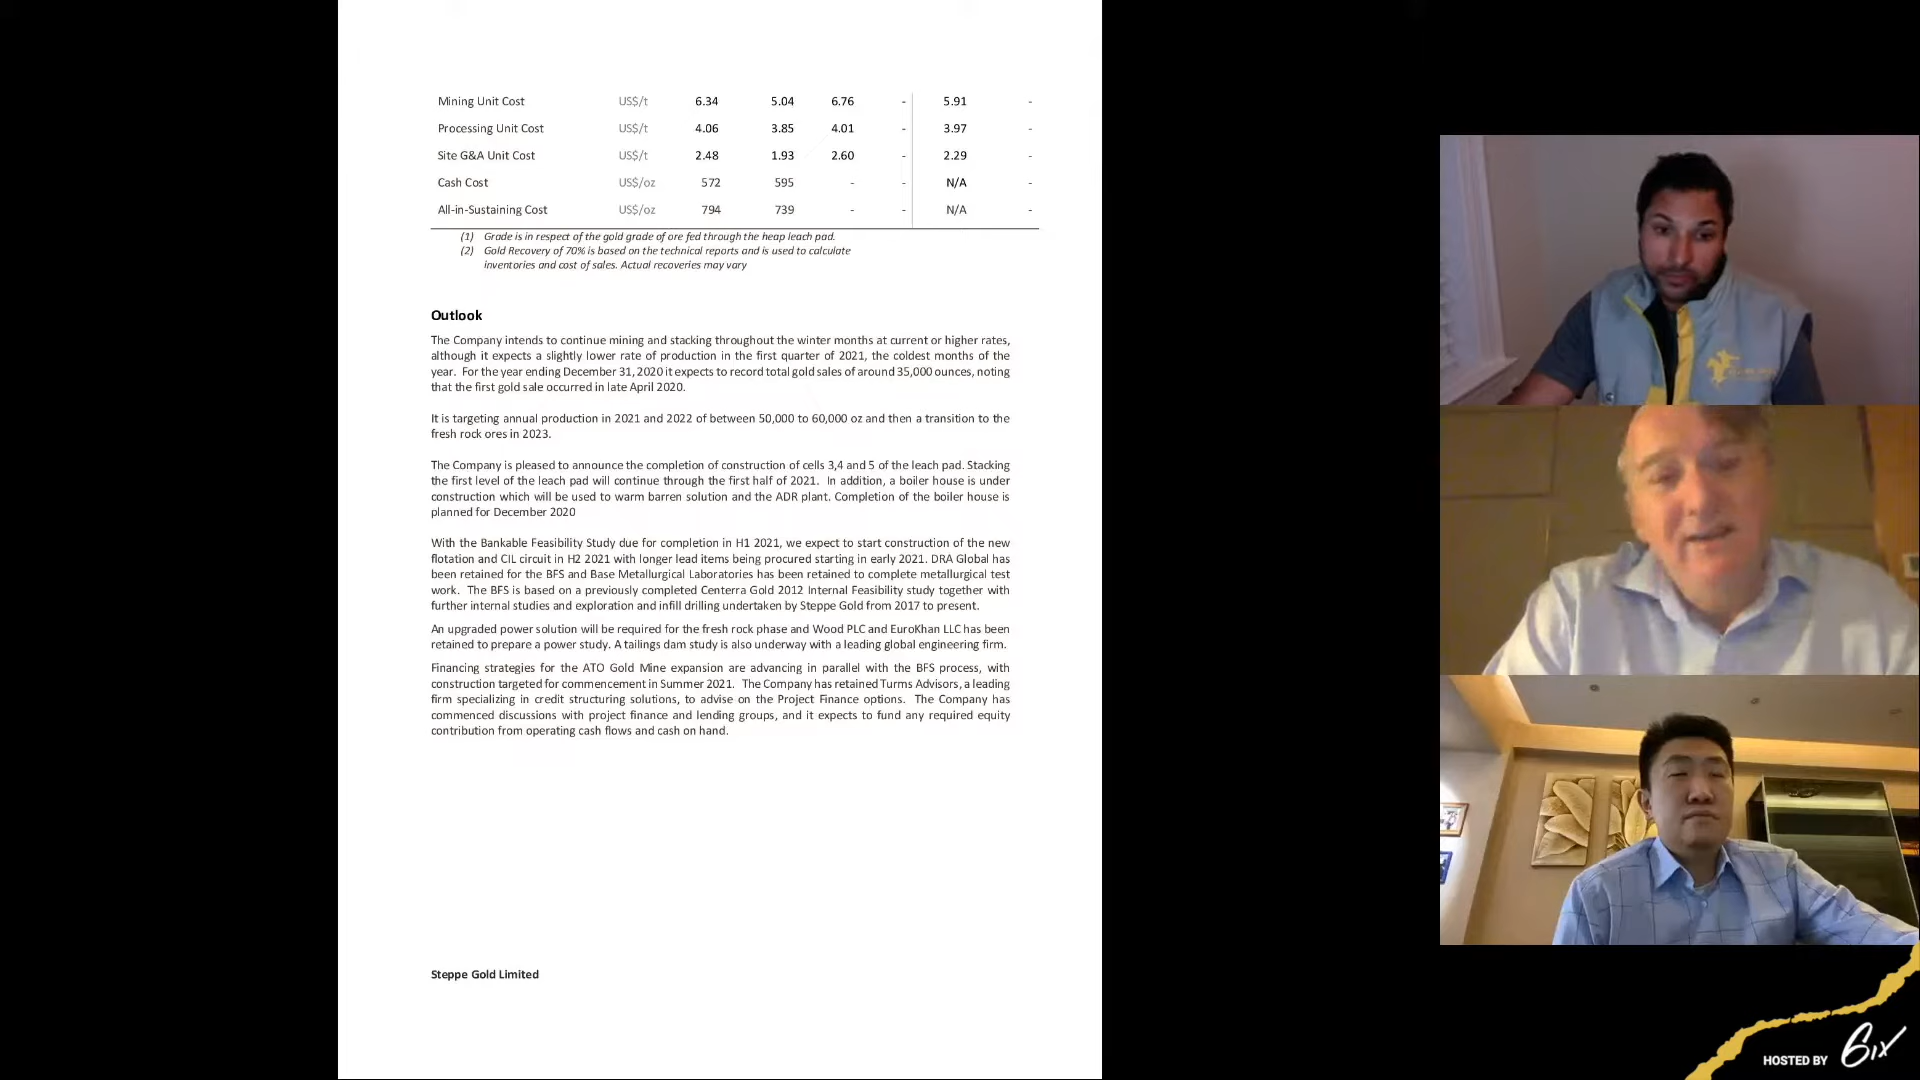 Mining Unit Cost US$/t 6.34 5.04 6.76 - 5.91 -
Processing Unit Cost US$/t 4.06 3.85 4.01 - 3.97 -
Site G&A Unit Cost US$/t 2.48 1.93 2.60 - 2.29 -
Cash Cost US$/oz 572 595 - - N/A -
All-in-Sustaining Cost US$/oz 794 739 - - N/A -
(1) Grade is in respect of the gold grade of ore fed through the heap leach pad.
(2) Gold Recovery of 70% is based on the technical reports and is used to calculate
inventories and cost of sales. Actual recoveries may vary
Outlook
The Company intends to continue mining and stacking throughout the winter months at current or higher rates,
although it expects a slightly lower rate of production in the first quarter of 2021, the coldest months of the
year. For the year ending December 31, 2020 it expects to record total gold sales of around 35,000 ounces, noting
that the first gold sale occurred in late April 2020.
It is targeting annual production in 2021 and 2022 of between 50,000 to 60,000 oz and then a transition to the
fresh rock ores in 2023.
The Company is pleased to announce the completion of construction of cells 3,4 and 5 of the leach pad. Stacking
the first level of the leach pad will continue through the first half of 2021. In addition, a boiler house is under
construction which will be used to warm barren solution and the ADR plant. Completion of the boiler house is
planned for December 2020
With the Bankable Feasibility Study due for completion in H1 2021, we expect to start construction of the new
flotation and CIL circuit in H2 2021 with longer lead items being procured starting in early 2021. DRA Global has
been retained for the BFS and Base Metallurgical Laboratories has been retained to complete metallurgical test
work. The BFS is based on a previously completed Centerra Gold 2012 Internal Feasibility study together with
further internal studies and exploration and infill drilling undertaken by Steppe Gold from 2017 to present.
An upgraded power solution will be required for the fresh rock phase and Wood PLC and EuroKhan LLC has been
retained to prepare a power study. A tailings dam study is also underway with a leading global engineering firm.
Financing strategies for the ATO Gold Mine expansion are advancing in parallel with the BFS process, with
construction targeted for commencement in Summer 2021. The Company has retained Turms Advisors, a leading
firm specializing in credit structuring solutions, to advise on the Project Finance options. The Company has
commenced discussions with project finance and lending groups, and it expects to fund any required equity
contribution from operating cash flows and cash on hand.
Steppe Gold Limited
HOSTED BY 6ix